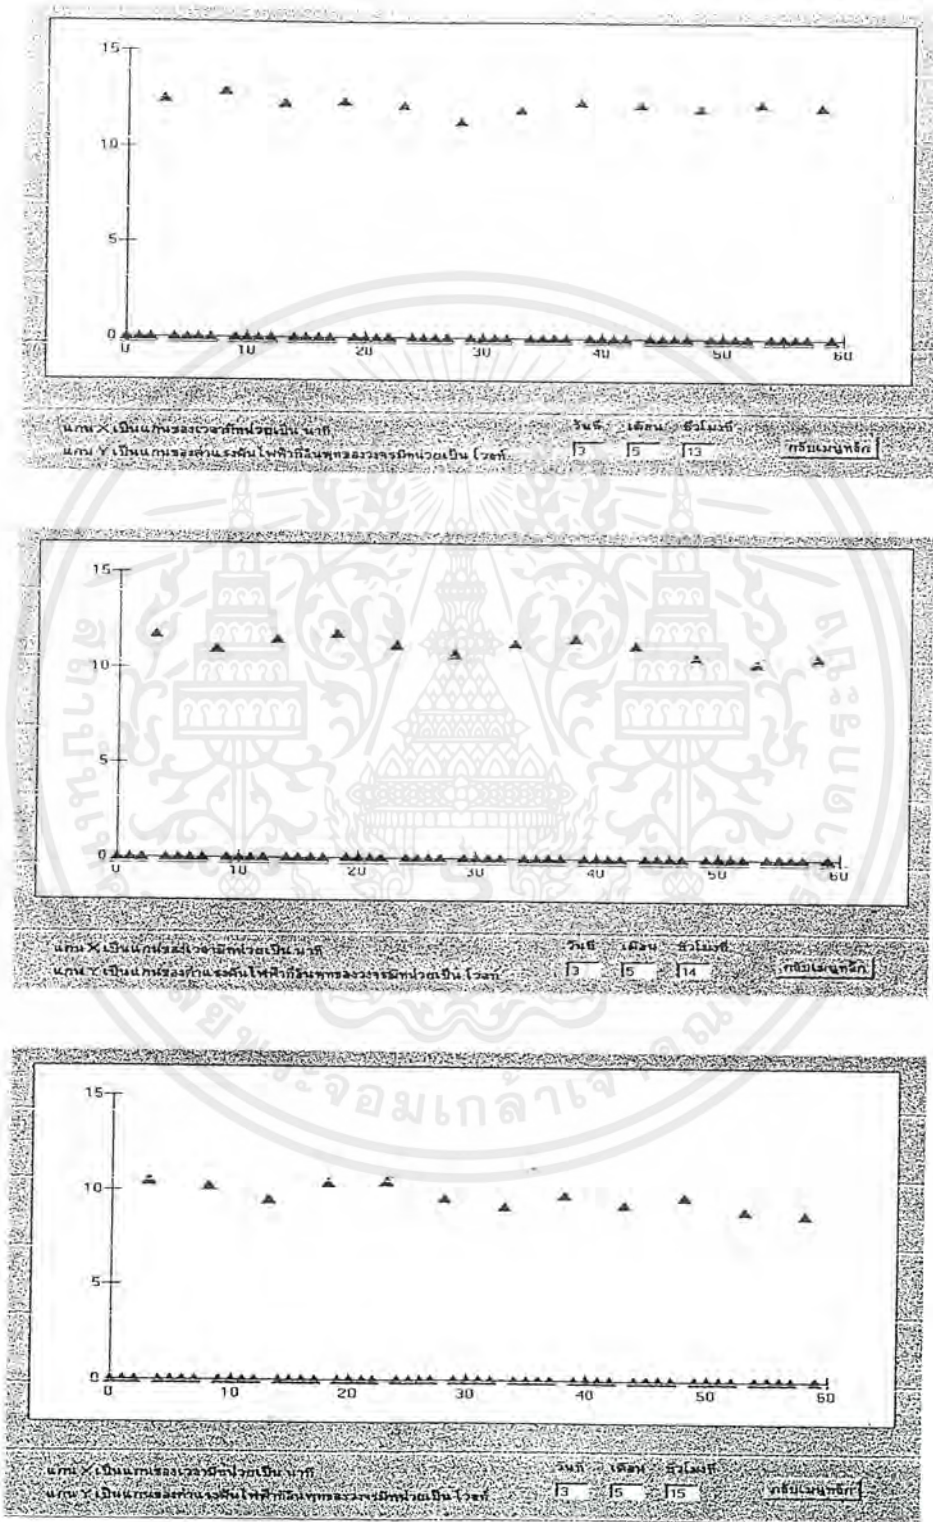 15
10
5
0
0 10 20 30 40 50 60
แกน X เป็นแกนของเวลามีหน่วยเป็น นาที
วันที่ เดือน ชั่วโมงที่
แกน Y เป็นแกนของค่าแรงดันไฟฟ้าที่อินพุทของวงจรมีหน่วยเป็น โวลท์
3 5 13 กลับเมนูหลัก
15
10
5
0
0 10 20 30 40 50 60
แกน X เป็นแกนของเวลามีหน่วยเป็น นาที
วันที่ เดือน ชั่วโมงที่
แกน Y เป็นแกนของค่าแรงดันไฟฟ้าที่อินพุทของวงจรมีหน่วยเป็น โวลท์
3 5 14 กลับเมนูหลัก
15
10
5
0
0 10 20 30 40 50 60
แกน X เป็นแกนของเวลามีหน่วยเป็น นาที
วันที่ เดือน ชั่วโมงที่
แกน Y เป็นแกนของค่าแรงดันไฟฟ้าที่อินพุทของวงจรมีหน่วยเป็น โวลท์
3 5 15 กลับเมนูหลัก